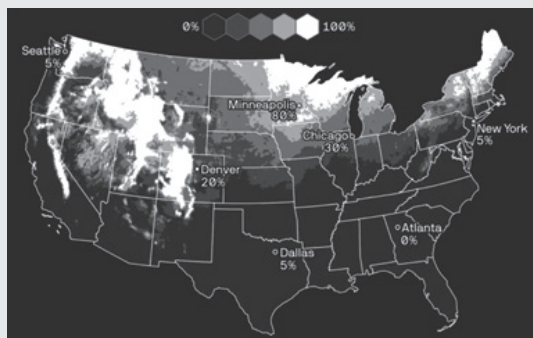 0% 100%
Seattle
5%
Minneapolis
80%
Chicago
30%
New York
5%
Denver
20%
Atlanta
0%
Dallas
5%